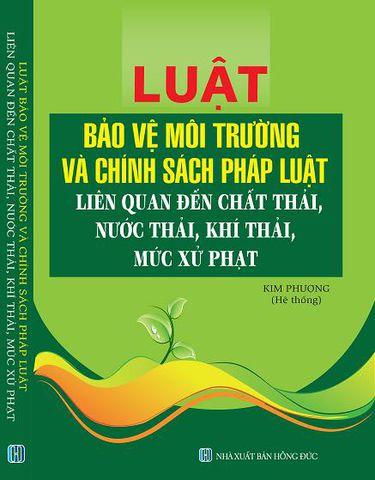 LUẬT
BẢO VỆ MÔI TRƯỜNG
VÀ CHÍNH SÁCH PHÁP LUẬT
LIÊN QUAN ĐẾN CHẤT THẢI,
NƯỚC THẢI, KHÍ THẢI,
MỨC XỬ PHẠT
KIM PHƯỢNG
(Hệ thống)
NHÀ XUẤT BẢN HỒNG ĐỨC
LUẬT BẢO VỆ MÔI TRƯỜNG VÀ CHÍNH SÁCH PHÁP LUẬT
LIÊN QUAN ĐẾN CHẤT THẢI, NƯỚC THẢI, KHÍ THẢI, MỨC XỬ PHẠT